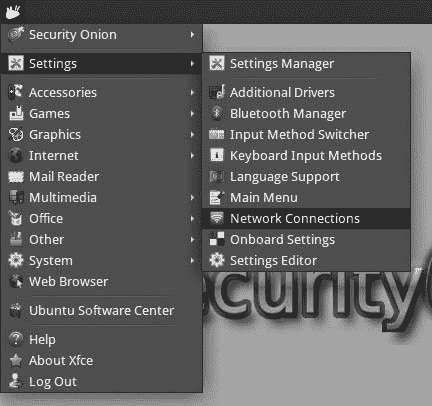 Security Onion
Settings
Accessories
Games
Graphics
Internet
Mail Reader
Multimedia
Office
Other
System
Web Browser
Ubuntu Software Center
Help
About Xfce
Log Out
Settings Manager
Additional Drivers
Bluetooth Manager
Input Method Switcher
Keyboard Input Methods
Language Support
Main Menu
Network Connections
Onboard Settings
Settings Editor
ecurity